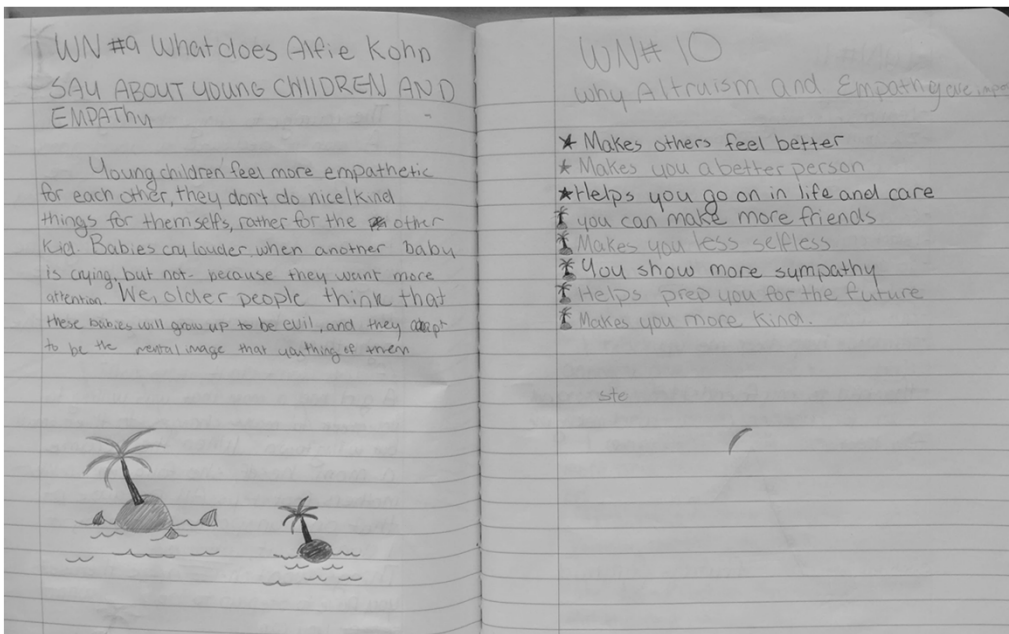 WN #9 What does Alfie Kohn
SAY ABOUT YOUNG CHIlDREN AND
EMPAThy
Young children feel more empathetic
for each other, they don't do nice/kind
things for themselfs, rather for the other
kid. Babies cry louder when another baby
is crying, but not because they want more
attention. We, older people think that
these babies will grow up to be evil, and they adapt
to be the mental image that of them
WN# 10
Why Altruism and Empathy are
Makes others feel better
Makes you a better person
Helps you go on in life and care
you can make more friends
Makes you less selfless
You show more sympathy
Helps prep you for the future
Makes you more kind.
ste